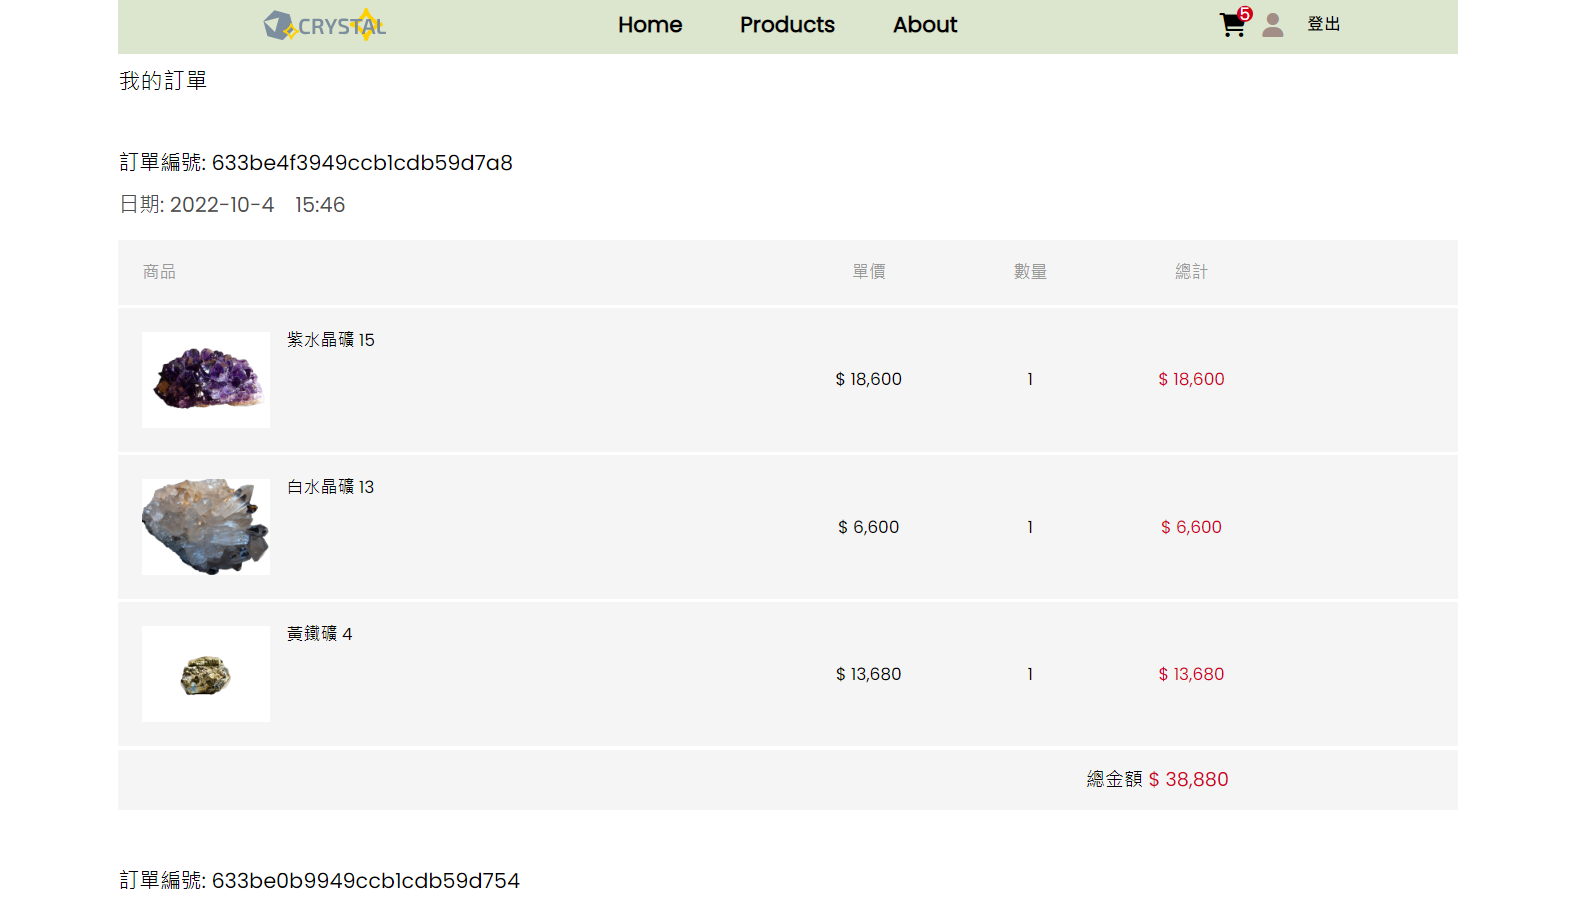 CRYSTAL Home Products About 5 登出
我的訂單
訂單編號: 633be4f3949ccb1cdb59d7a8
日期: 2022-10-4 15:46
商品 單價 數量 總計
紫水晶礦 15
$ 18,600 1 $ 18,600
白水晶礦 13
$ 6,600 1 $ 6,600
黃鐵礦 4
$ 13,680 1 $ 13,680
總金額 $ 38,880
訂單編號: 633be0b9949ccb1cdb59d754